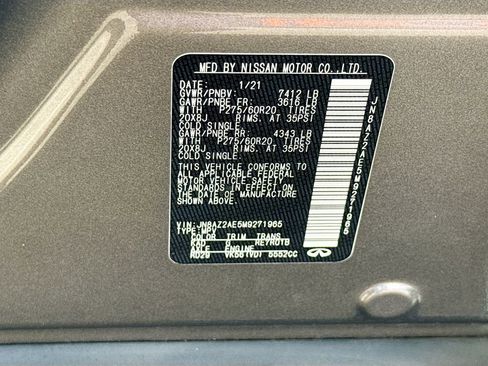 MFD BY NISSAN MOTOR CO.,LTD.
DATE: 1/21
GVWR/PNBV: 7412 LB
GAWR/PNBE FR: 3616 LB
WITH P275/60R20 TIRES
20X8J RIMS, AT 35PSI
COLD SINGLE
GAWR/PNBE RR: 4343 LB
WITH P275/60R20 TIRES
20X8J RIMS, AT 35PSI
COLD SINGLE
THIS VEHICLE CONFORMS TO
ALL APPLICABLE FEDERAL
MOTOR VEHICLE SAFETY
STANDARDS IN EFFECT ON
THE DATE OF MANUFACTURE
SHOWN ABOVE.
VIN:JN8AZ2AE5M9271965
TYPE:MPV
COLOR TRIM TRANS
KAD G RE7R01B
AXLE ENGINE
RD29 VK56(VD) 5552CC
JN8AZ2AE5M9271965